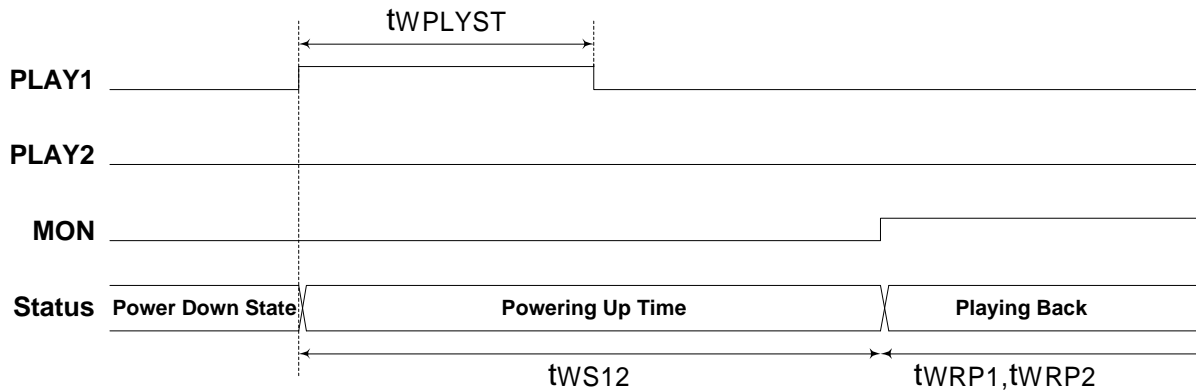 tWPLYST
PLAY1
PLAY2
MON
Status Power Down State Powering Up Time Playing Back
tWS12 tWRP1,tWRP2